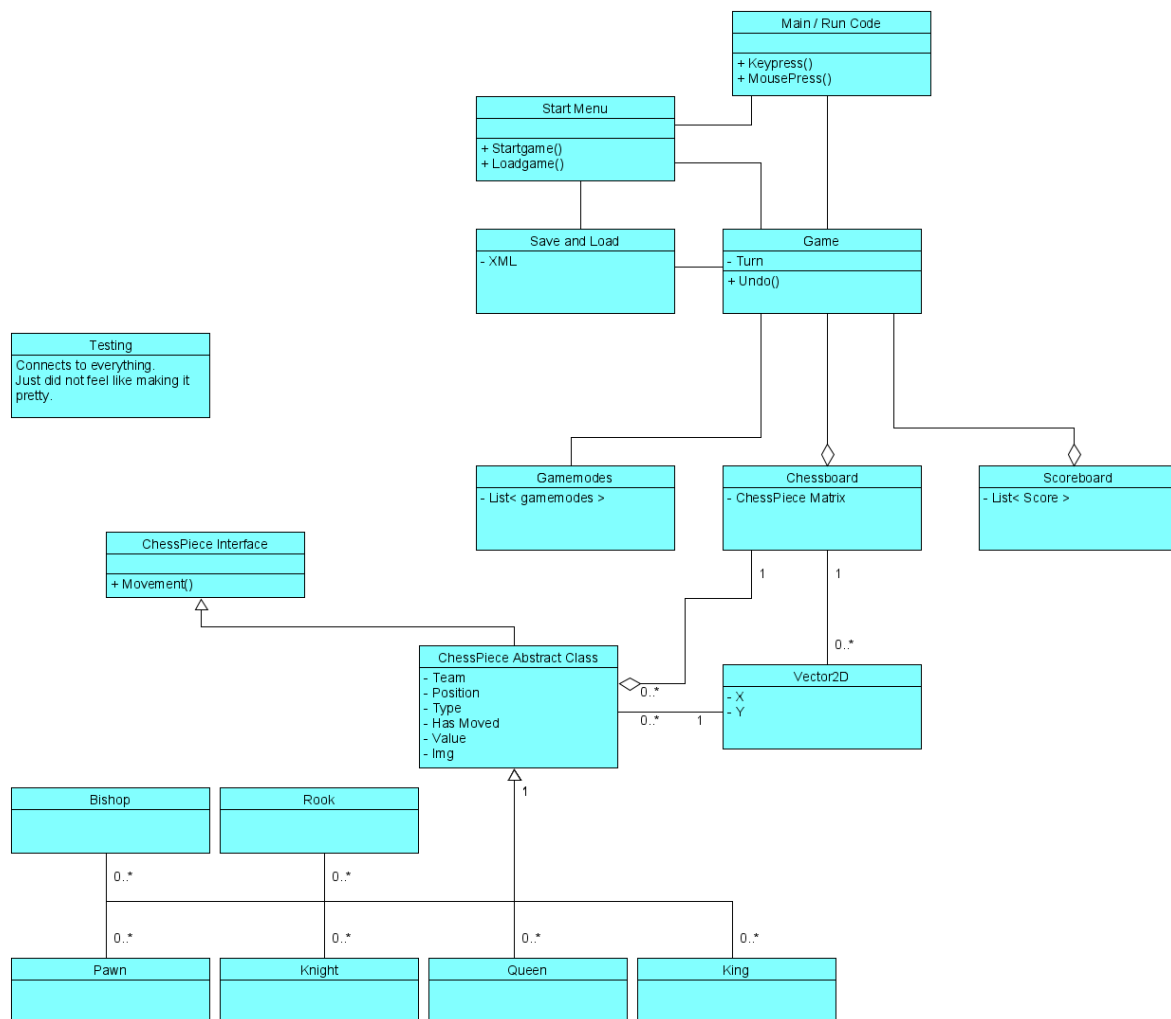 Main / Run Code
+ Keypress()
+ MousePress()
Start Menu
+ Startgame()
+ Loadgame()
Save and Load
- XML
Game
- Turn
+ Undo()
Testing
Connects to everything.
Just did not feel like making it
pretty.
Gamemodes
- List< gamemodes >
Chessboard
- ChessPiece Matrix
Scoreboard
- List< Score >
ChessPiece Interface
+ Movement()
1
1
0..*
ChessPiece Abstract Class
- Team
- Position
- Type
- Has Moved
- Value
- Img
0..*
0..*
1
Vector2D
- X
- Y
1
Bishop
Rook
0..*
0..*
0..*
0..*
0..*
0..*
Pawn
Knight
Queen
King